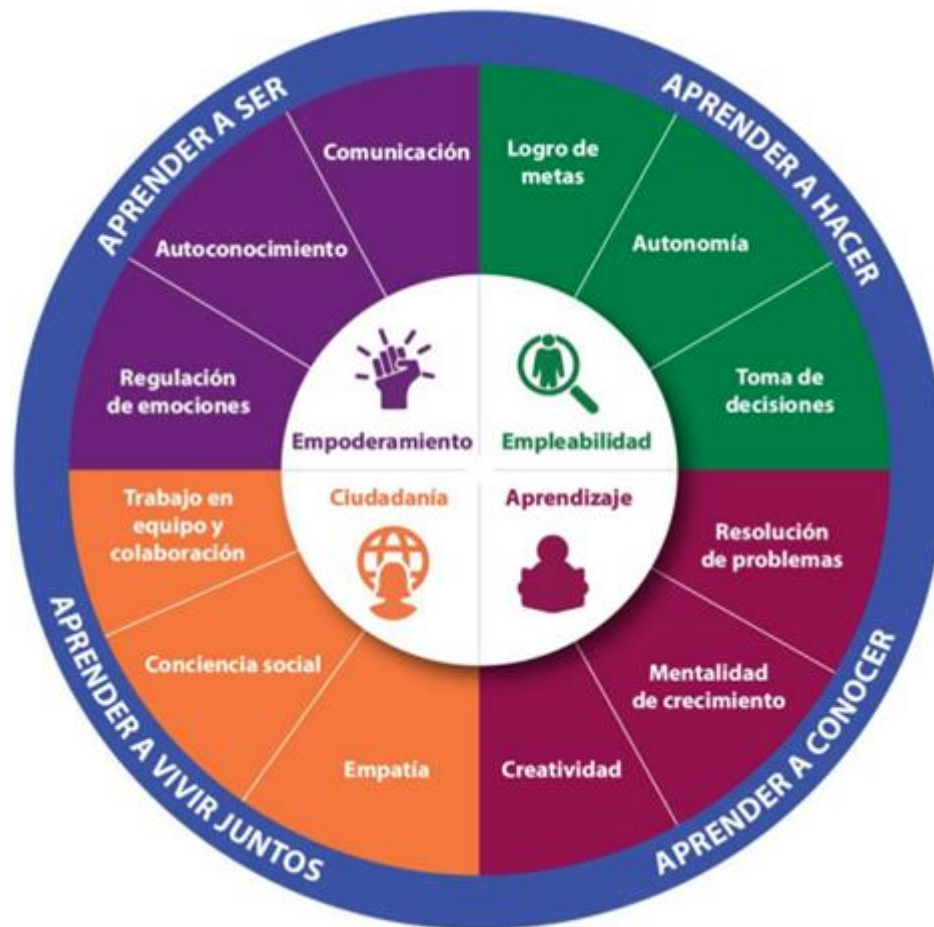 APRENDER A SER
Comunicación
Autoconocimiento
Regulación
de emociones
Empoderamiento
APRENDER A HACER
Logro de
metas
Autonomía
Toma de
decisiones
Empleabilidad
APRENDER A VIVIR JUNTOS
Ciudadanía
Trabajo en
equipo y
colaboración
Conciencia social
Empatía
APRENDER A CONOCER
Aprendizaje
Resolución
de problemas
Mentalidad
de crecimiento
Creatividad